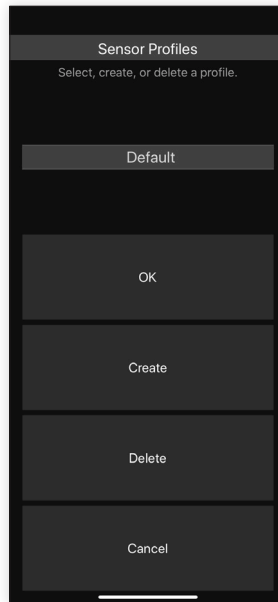 Sensor Profiles
Select, create, or delete a profile.
Default
OK
Create
Delete
Cancel